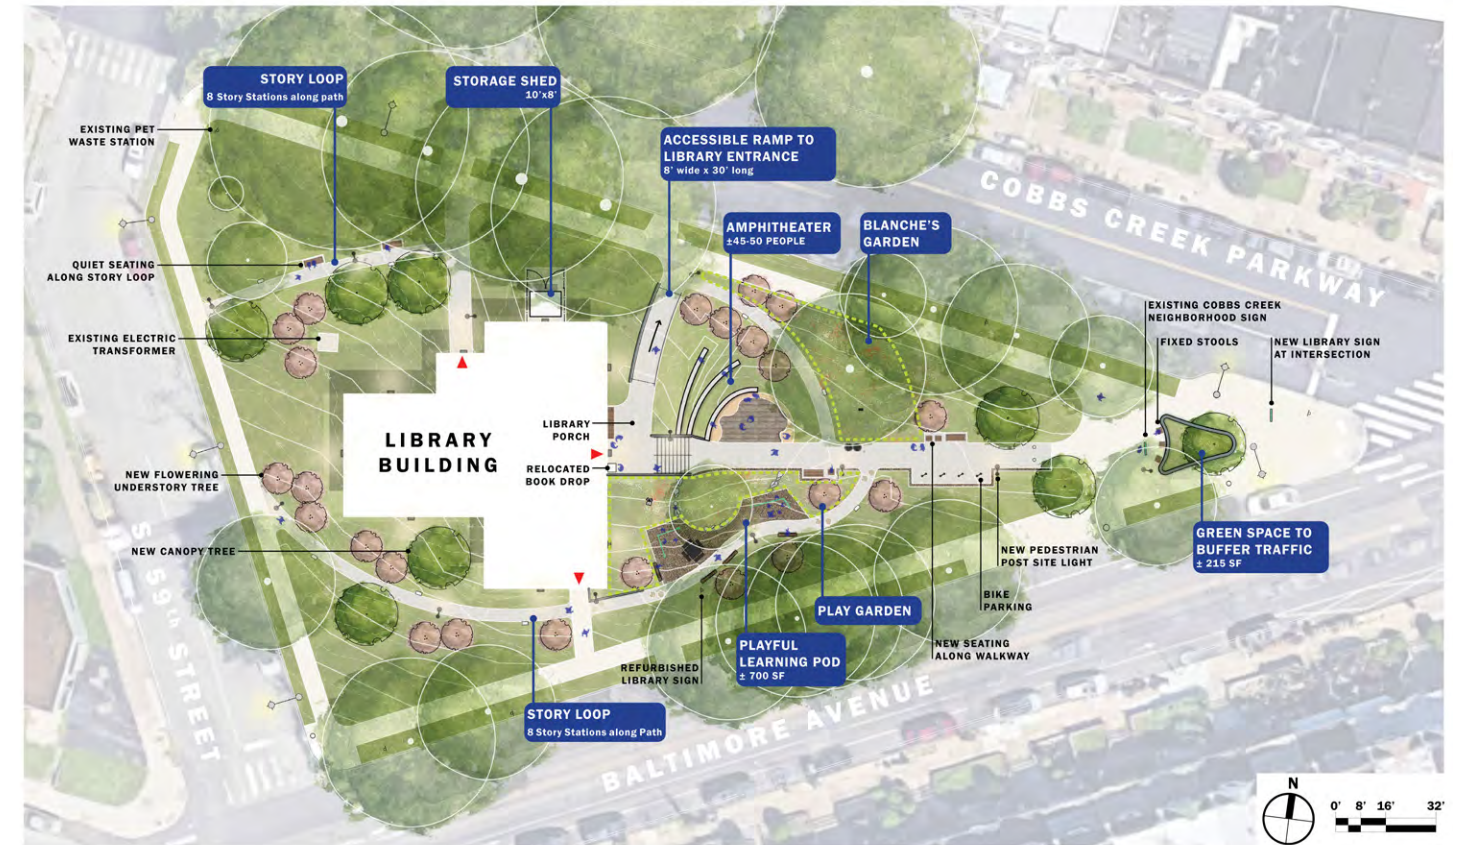 STORY LOOP
8 Story Stations along path
STORAGE SHED
10'x8'
EXISTING PET
WASTE STATION
ACCESSIBLE RAMP TO
LIBRARY ENTRANCE
8' wide x 30' long
COBBS CREEK PARKWAY
AMPHITHEATER
±45-50 PEOPLE
BLANCHE'S
GARDEN
QUIET SEATING
ALONG STORY LOOP
EXISTING COBBS CREEK
NEIGHBORHOOD SIGN
FIXED STOOLS
NEW LIBRARY SIGN
AT INTERSECTION
EXISTING ELECTRIC
TRANSFORMER
LIBRARY
PORCH
LIBRARY
BUILDING
RELOCATED
BOOK DROP
NEW FLOWERING
UNDERSTORY TREE
S 59th STREET
NEW CANOPY TREE
GREEN SPACE TO
BUFFER TRAFFIC
± 215 SF
NEW PEDESTRIAN
POST SITE LIGHT
BIKE
PARKING
PLAY GARDEN
NEW SEATING
ALONG WALKWAY
PLAYFUL
LEARNING POD
± 700 SF
REFURBISHED
LIBRARY SIGN
STORY LOOP
8 Story Stations along Path
BALTIMORE AVENUE
N
0' 8' 16' 32'